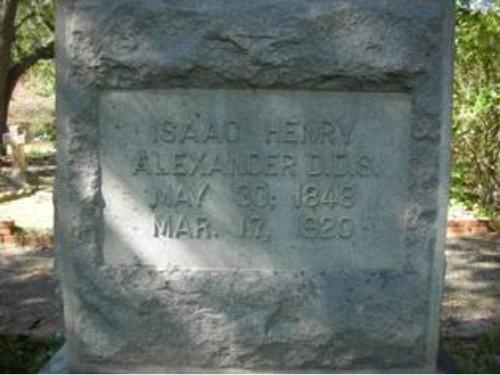 ISAAC HENRY
ALEXANDER D.D.S.
MAY 30, 1848
MAR. 17, 1920